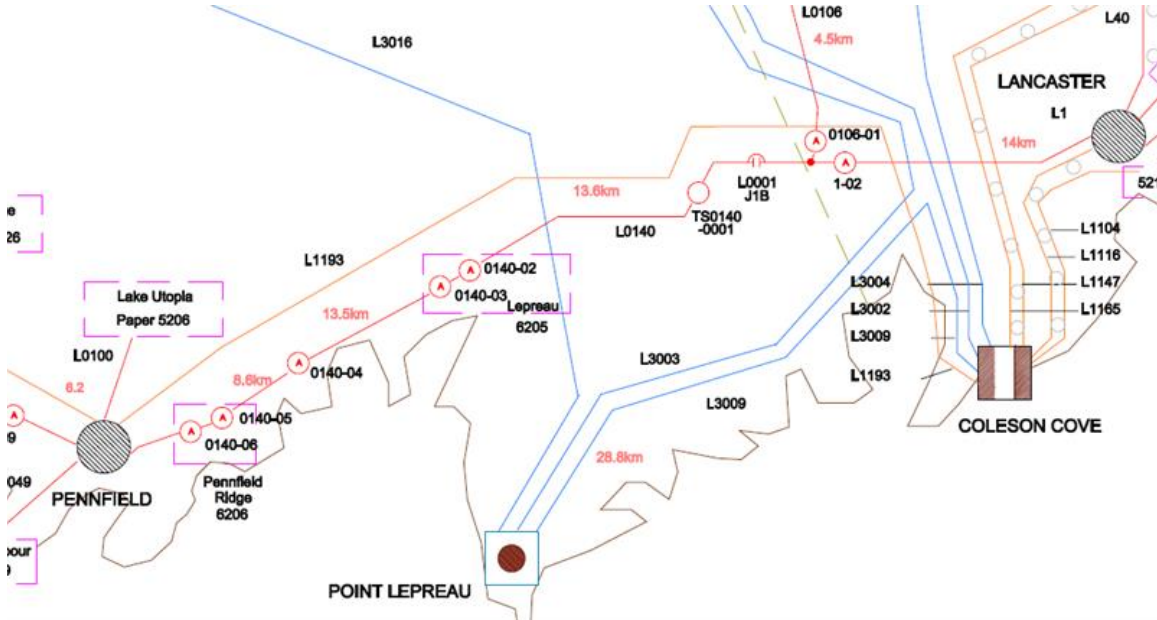 L0106
L40
L3016
4.5km
LANCASTER
L1
0106-01
14km
13.6km
L0001
J1B
1-02
521
26
TS0140
-0001
L0140
L1104
L1116
L1193
0140-02
L3004
L1147
Lake Utopia
Paper 5206
0140-03
Lepreau
6205
L3002
L1165
13.5km
L3009
L0100
L3003
6.2
8.6km
0140-04
L1193
L3009
0140-05
0140-06
COLESON COVE
28.8km
049
PENNFIELD
Pennfield
Ridge
6206
POINT LEPREAU